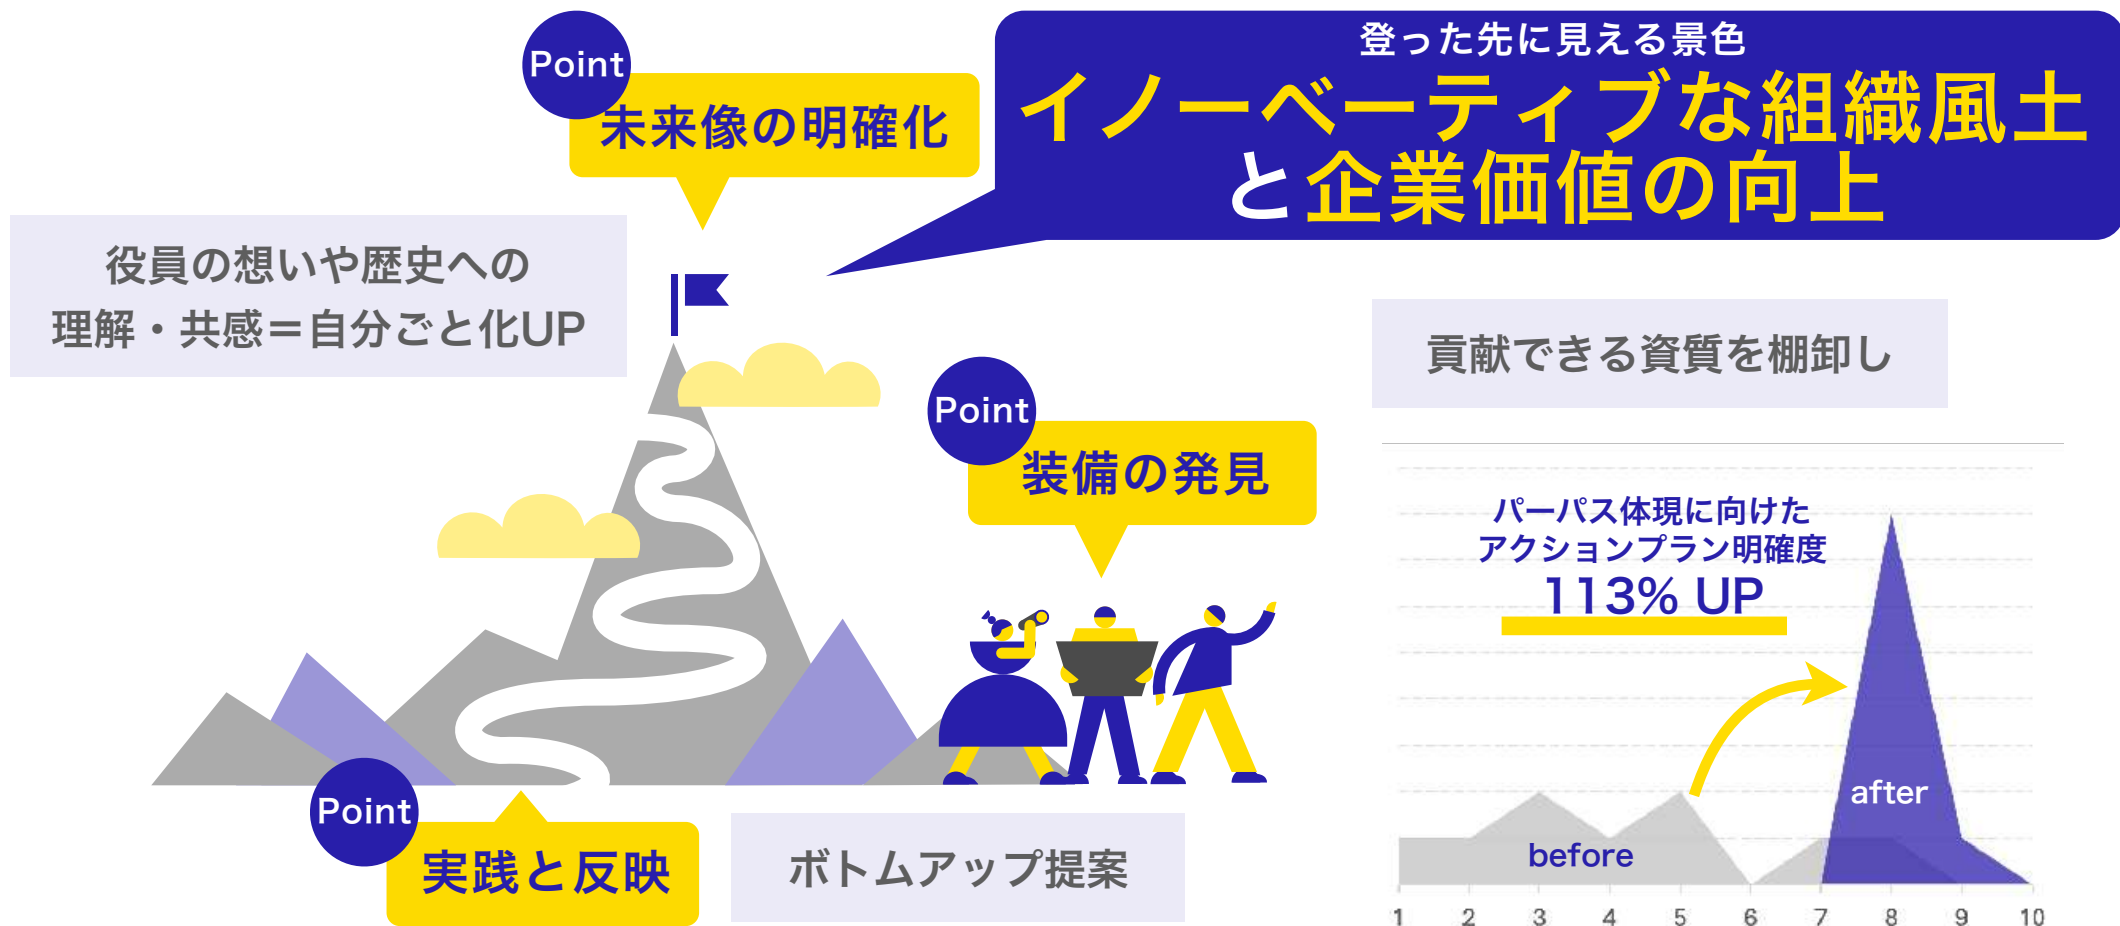 登った先に見える景色
イノーベーティブな組織風土
と企業価値の向上
Point
未来像の明確化
役員の想いや歴史への
理解・共感＝自分ごと化UP
Point
装備の発見
貢献できる資質を棚卸し
パーパス体現に向けた
アクションプラン明確度
113% UP
after
before
1 2 3 4 5 6 7 8 9 10
Point
実践と反映
ボトムアップ提案